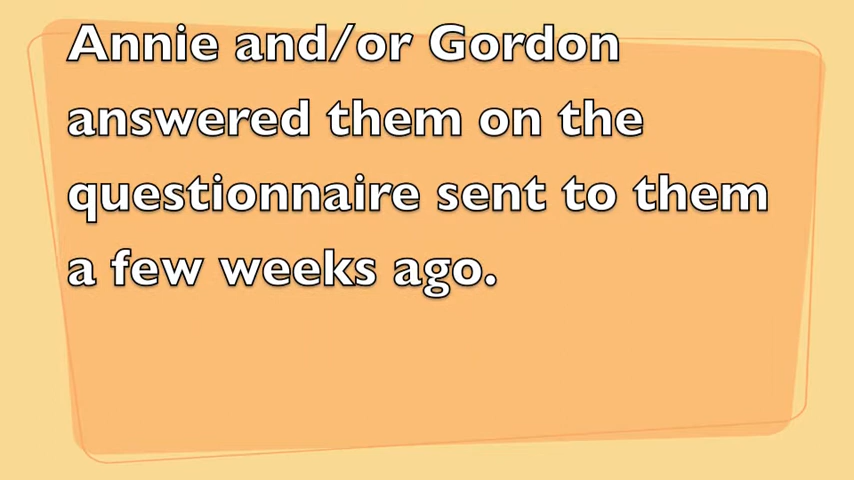 Annie and/or Gordon
answered them on the
questionnaire sent to them
a few weeks ago.